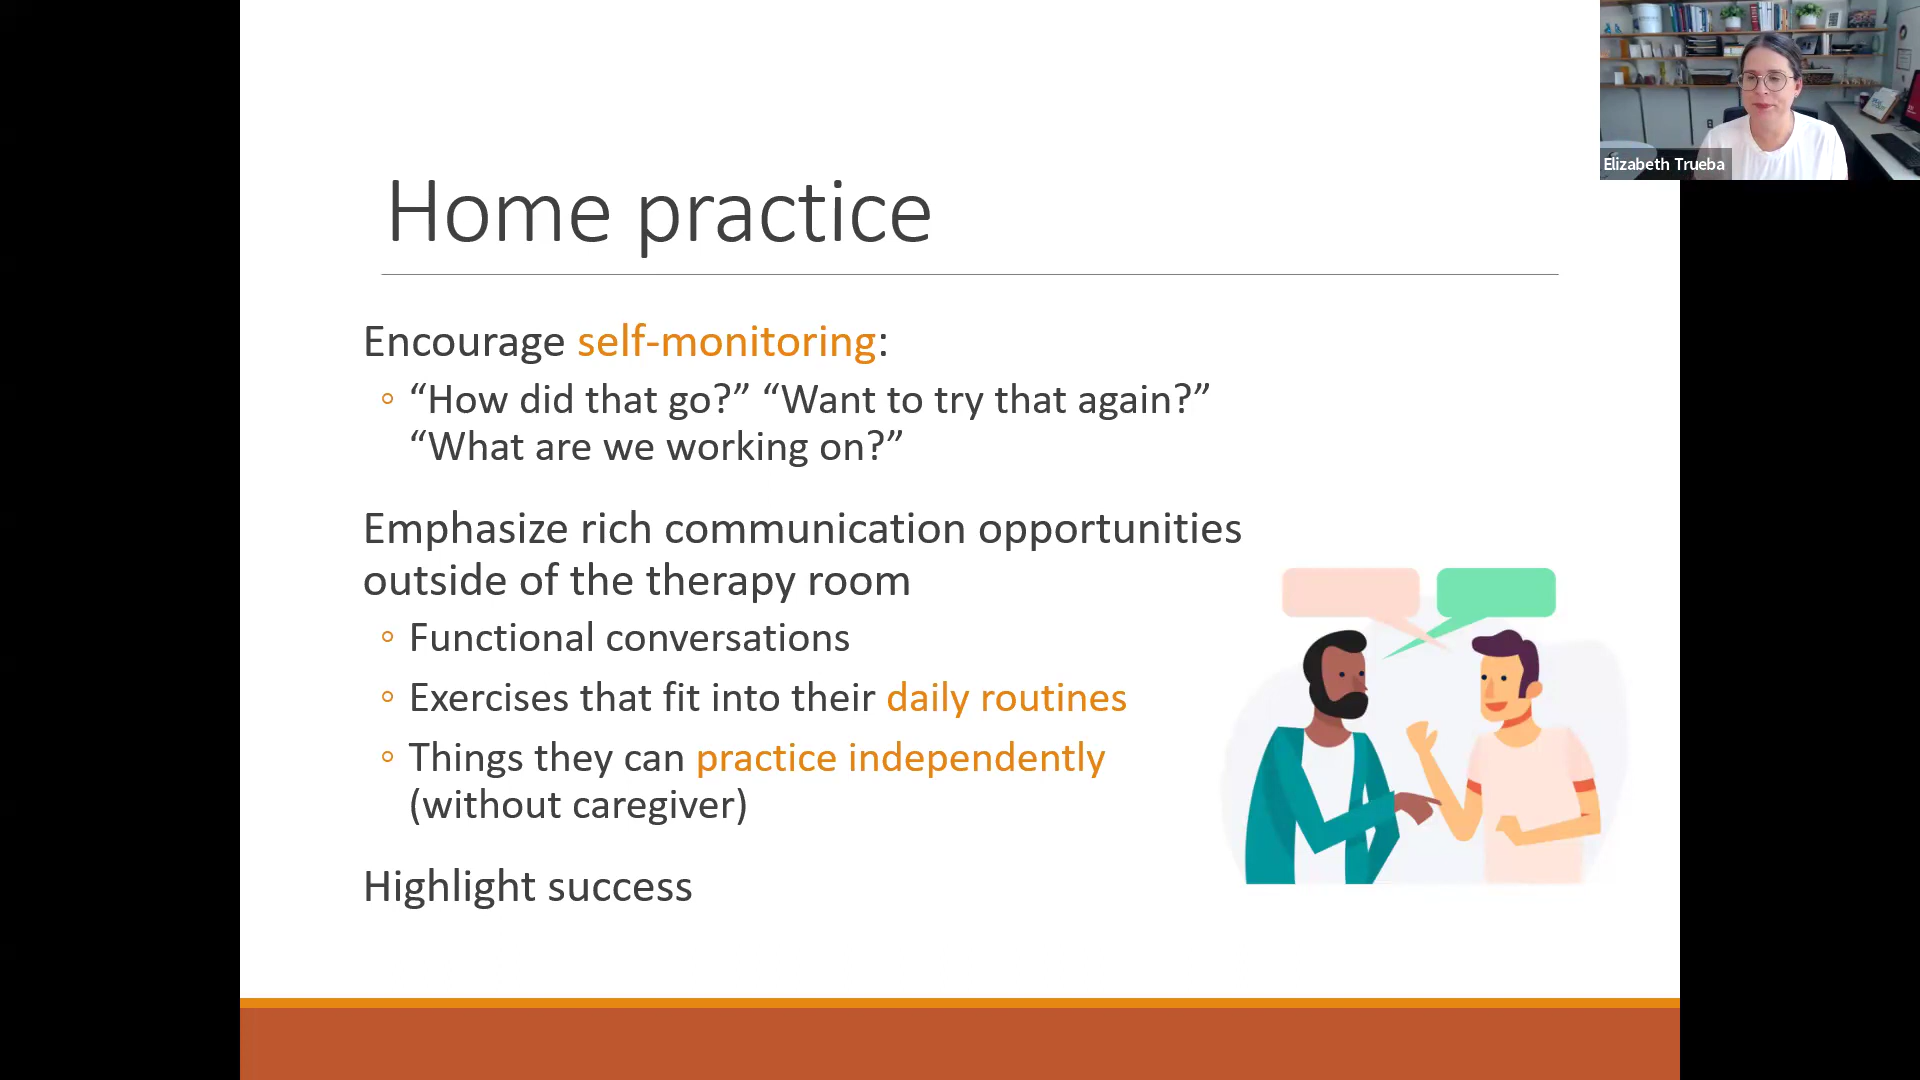 Elizabeth Trueba
Home practice
Encourage self-monitoring:
◦ “How did that go?” “Want to try that again?”
“What are we working on?”
Emphasize rich communication opportunities
outside of the therapy room
◦ Functional conversations
◦ Exercises that fit into their daily routines
◦ Things they can practice independently
(without caregiver)
Highlight success